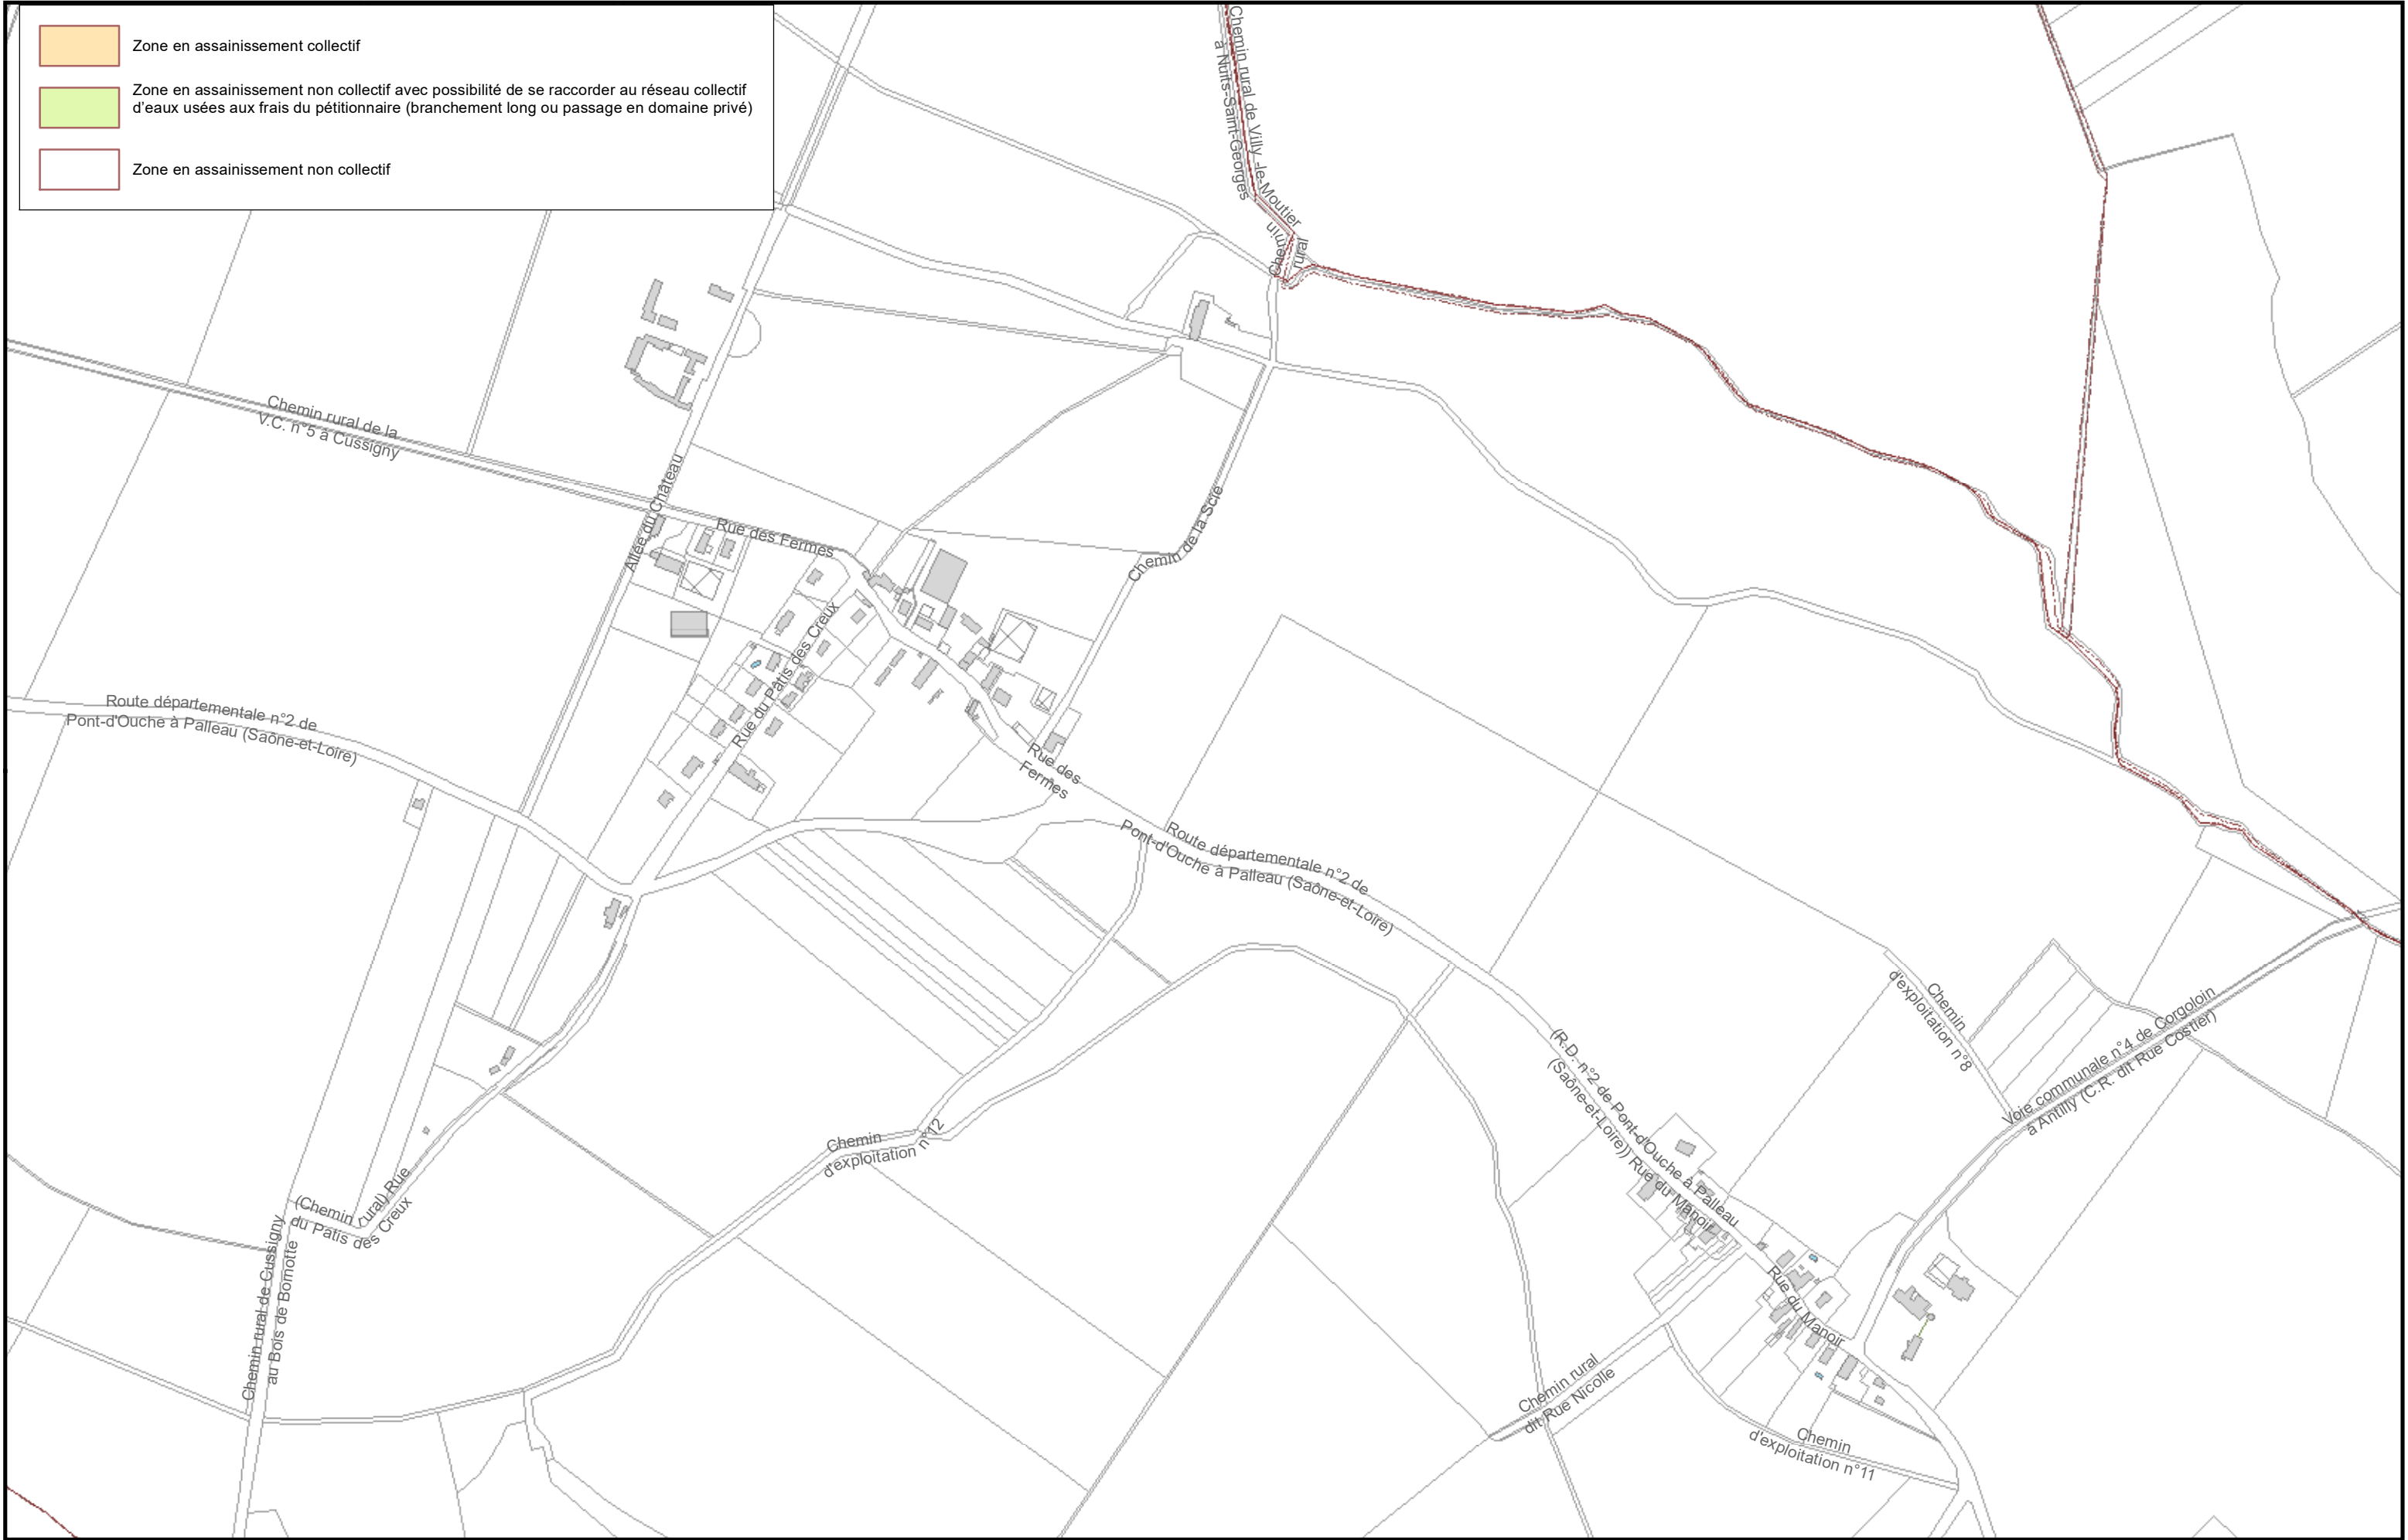 Zone en assainissement collectif
Zone en assainissement non collectif avec possibilité de se raccorder au réseau collectif
d'eaux usées aux frais du pétitionnaire (branchement long ou passage en domaine privé)
Zone en assainissement non collectif
Chemin rural de Villy -le-Moutier
à Nuits-Saint-Georges
Chemin
rural
Chemin rural de la
V.C. n°5 à Cussigny
Allée du Château
Rue des Fermes
Chemin de la Scie
Rue du Pâtis des Creux
Route départementale n°2 de
Pont-d'Ouche à Palleau (Saône-et-Loire)
Rue des
Fermes
Route départementale n°2 de
Pont-d'Ouche à Palleau (Saône-et-Loire)
Chemin
d'exploitation n°8
Voie communale n°4 de Corgoloin
à Antilly (C.R. dit Rue Costier)
(R.D. n°2 de Pont-d'Ouche à Palleau
(Saône-et-Loire)) Rue du Manoir
Chemin
d'exploitation n°12
(Chemin rural) Rue
du Patis des Creux
Chemin rural de Cussigny
au Bois de Bornotte
Rue du Manoir
Chemin rural
dit Rue Nicolle
Chemin
d'exploitation n°11